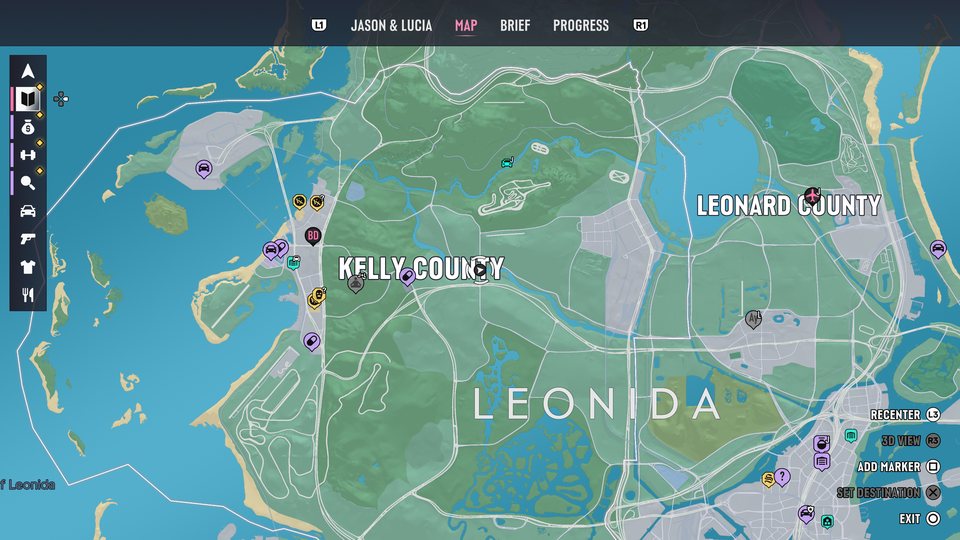 L1 JASON & LUCIA MAP BRIEF PROGRESS R1
LEONARD COUNTY
BD
KELLY COUNTY
LEONIDA
RECENTER L3
3D VIEW R3
ADD MARKER
SET DESTINATION
EXIT
f Leonida